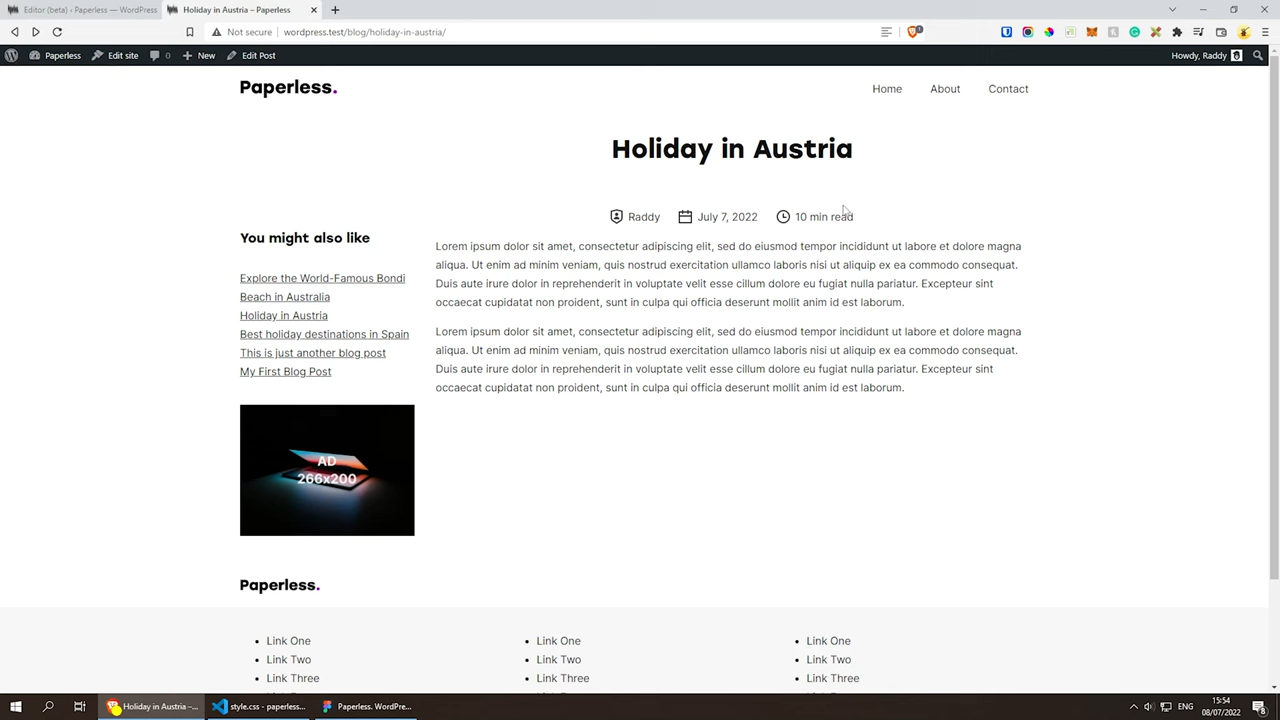 Editor (beta) ‹ Paperless — WordPress
Holiday in Austria – Paperless
Not secure
wordpress.test/blog/holiday-in-austria/
1
Paperless
Edit site
0
New
Edit Post
Howdy, Raddy
Paperless.
Home
About
Contact
Holiday in Austria
Raddy
July 7, 2022
10 min read
You might also like
Explore the World-Famous Bondi
Beach in Australia
Holiday in Austria
Best holiday destinations in Spain
This is just another blog post
My First Blog Post
AD
266x200
Lorem ipsum dolor sit amet, consectetur adipiscing elit, sed do eiusmod tempor incididunt ut labore et dolore magna
aliqua. Ut enim ad minim veniam, quis nostrud exercitation ullamco laboris nisi ut aliquip ex ea commodo consequat.
Duis aute irure dolor in reprehenderit in voluptate velit esse cillum dolore eu fugiat nulla pariatur. Excepteur sint
occaecat cupidatat non proident, sunt in culpa qui officia deserunt mollit anim id est laborum.
Lorem ipsum dolor sit amet, consectetur adipiscing elit, sed do eiusmod tempor incididunt ut labore et dolore magna
aliqua. Ut enim ad minim veniam, quis nostrud exercitation ullamco laboris nisi ut aliquip ex ea commodo consequat.
Duis aute irure dolor in reprehenderit in voluptate velit esse cillum dolore eu fugiat nulla pariatur. Excepteur sint
occaecat cupidatat non proident, sunt in culpa qui officia deserunt mollit anim id est laborum.
Paperless.
Link One
Link Two
Link Three
Link One
Link Two
Link Three
Link One
Link Two
Link Three
Holiday in Austria –...
style.css - paperless...
Paperless. WordPre...
ENG
15:54
08/07/2022